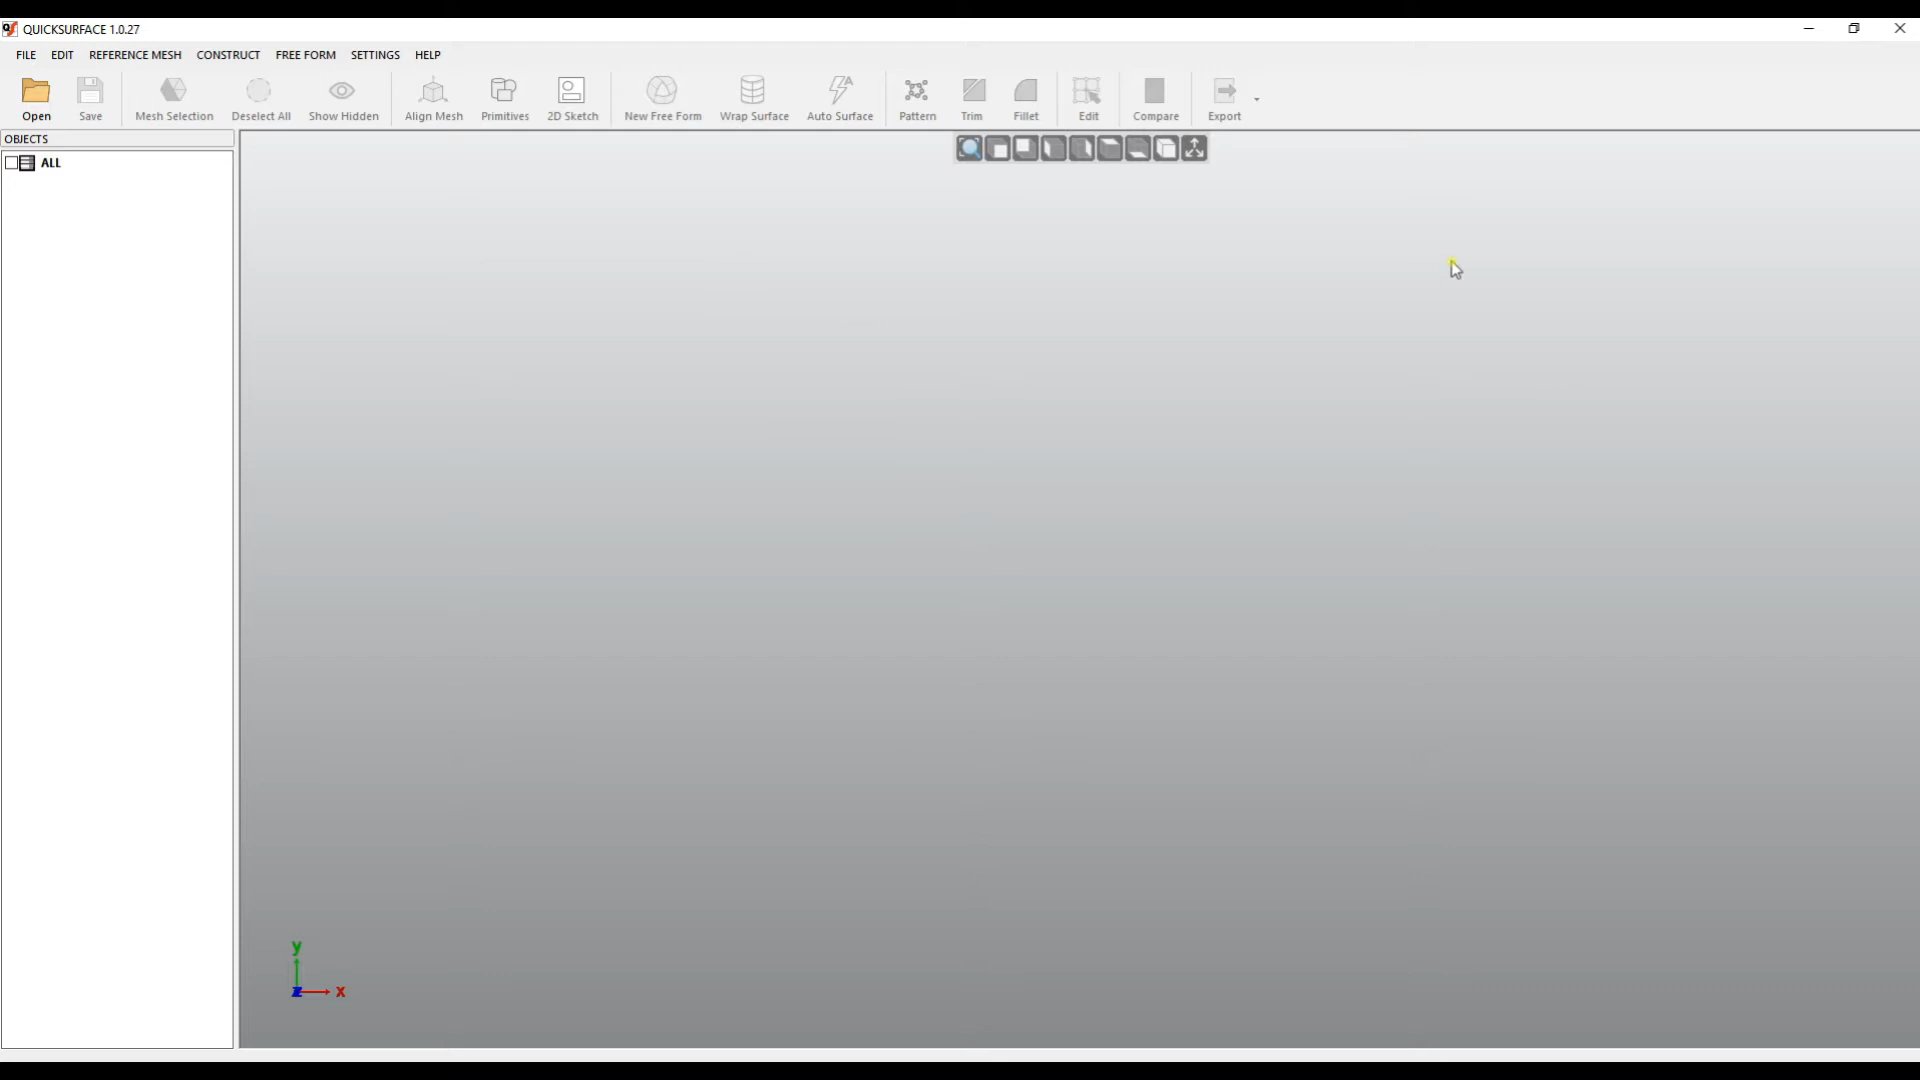 QUICKSURFACE 1.0.27
FILE EDIT REFERENCE MESH CONSTRUCT FREE FORM SETTINGS HELP
Open Save Mesh Selection Deselect All Show Hidden Align Mesh Primitives 2D Sketch New Free Form Wrap Surface Auto Surface Pattern Trim Fillet Edit Compare Export
OBJECTS
ALL
y
z x